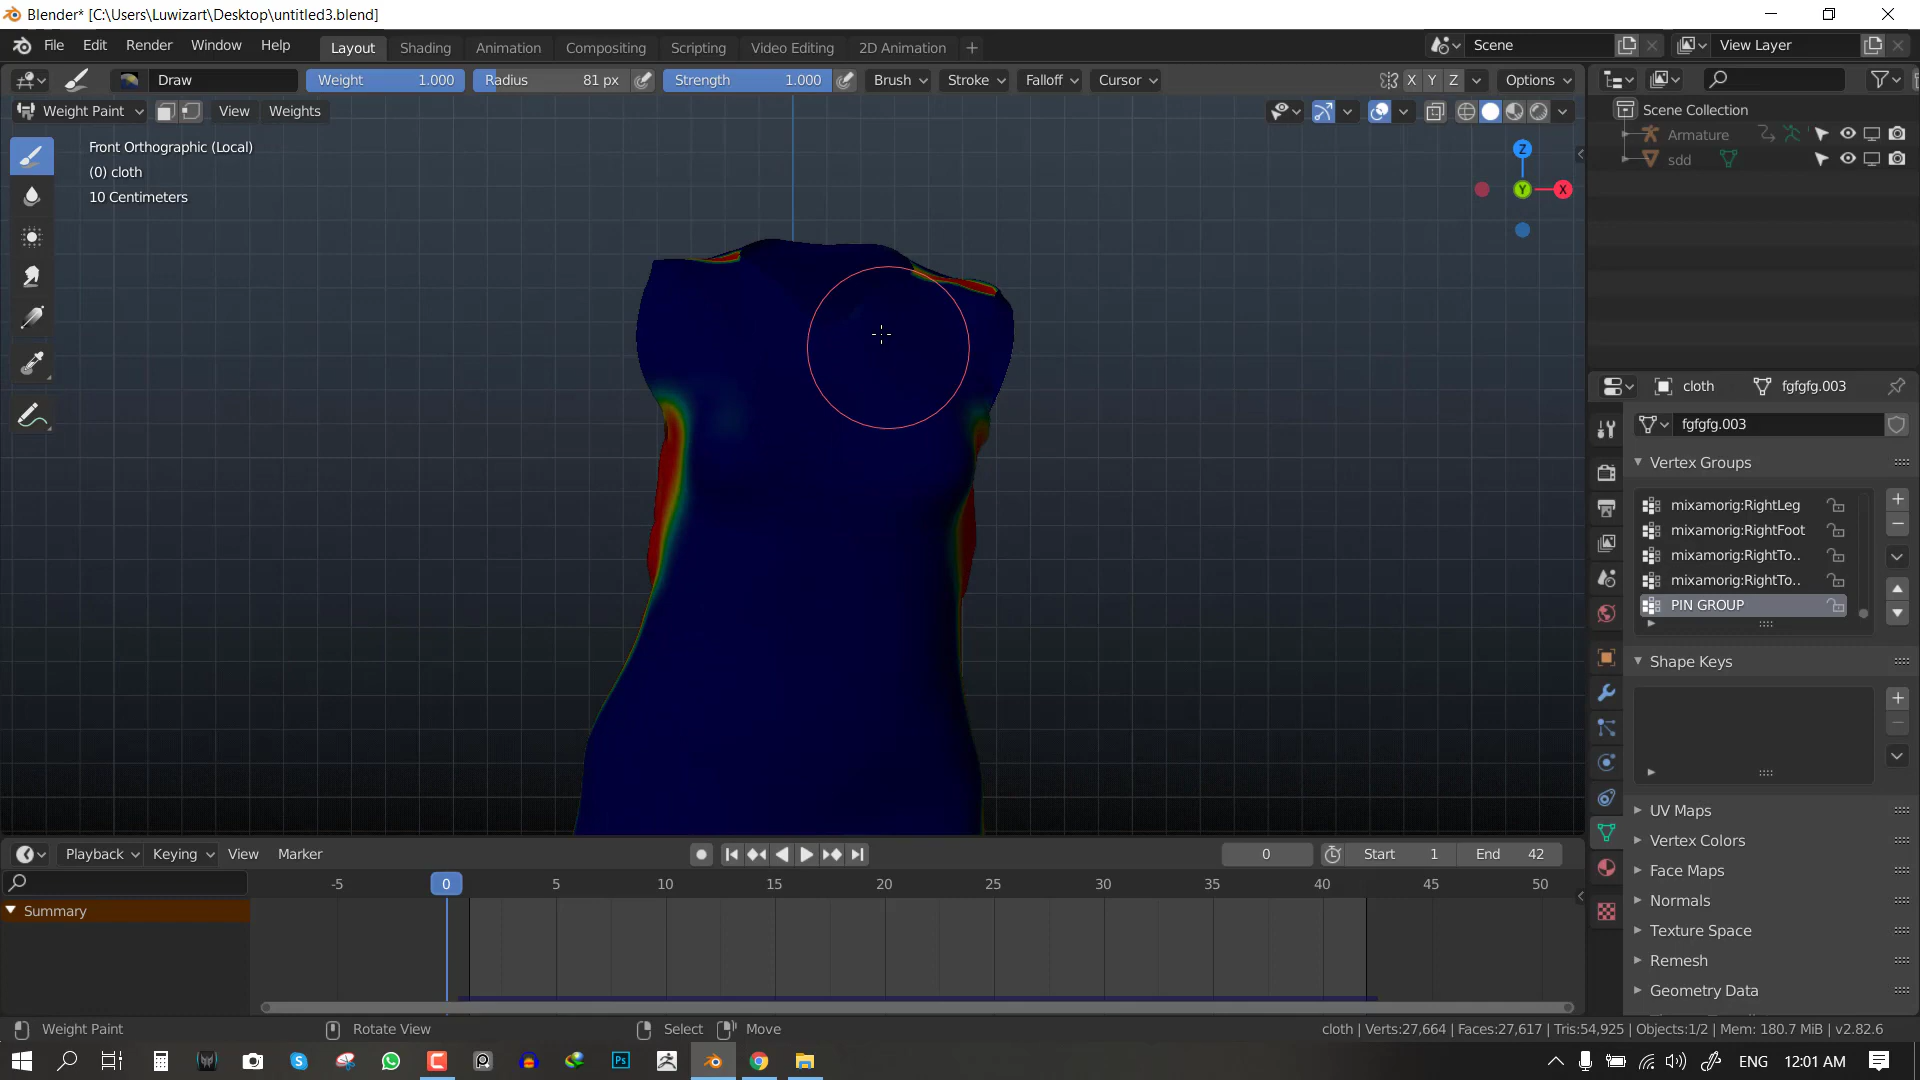 Blender* [C:\Users\Luwizart\Desktop\untitled3.blend]
File Edit Render Window Help Layout Shading Animation Compositing Scripting Video Editing 2D Animation Scene View Layer
Draw Weight 1.000 Radius 81 px Strength 1.000 Brush Stroke Falloff Cursor X Y Z Options
Weight Paint View Weights
Front Orthographic (Local)
(0) cloth
10 Centimeters
Z
Y
X
Scene Collection
Armature
sdd
cloth fgfgfg.003
fgfgfg.003
Vertex Groups
mixamorig:RightLeg
mixamorig:RightFoot
mixamorig:RightTo..
mixamorig:RightTo..
PIN GROUP
Shape Keys
UV Maps
Vertex Colors
Face Maps
Normals
Texture Space
Remesh
Geometry Data
Playback Keying View Marker 0 Start 1 End 42
-5 0 5 10 15 20 25 30 35 40 45 50
Summary
Weight Paint Rotate View Select Move cloth | Verts:27,664 | Faces:27,617 | Tris:54,925 | Objects:1/2 | Mem: 180.7 MiB | v2.82.6
Ps ENG 12:01 AM